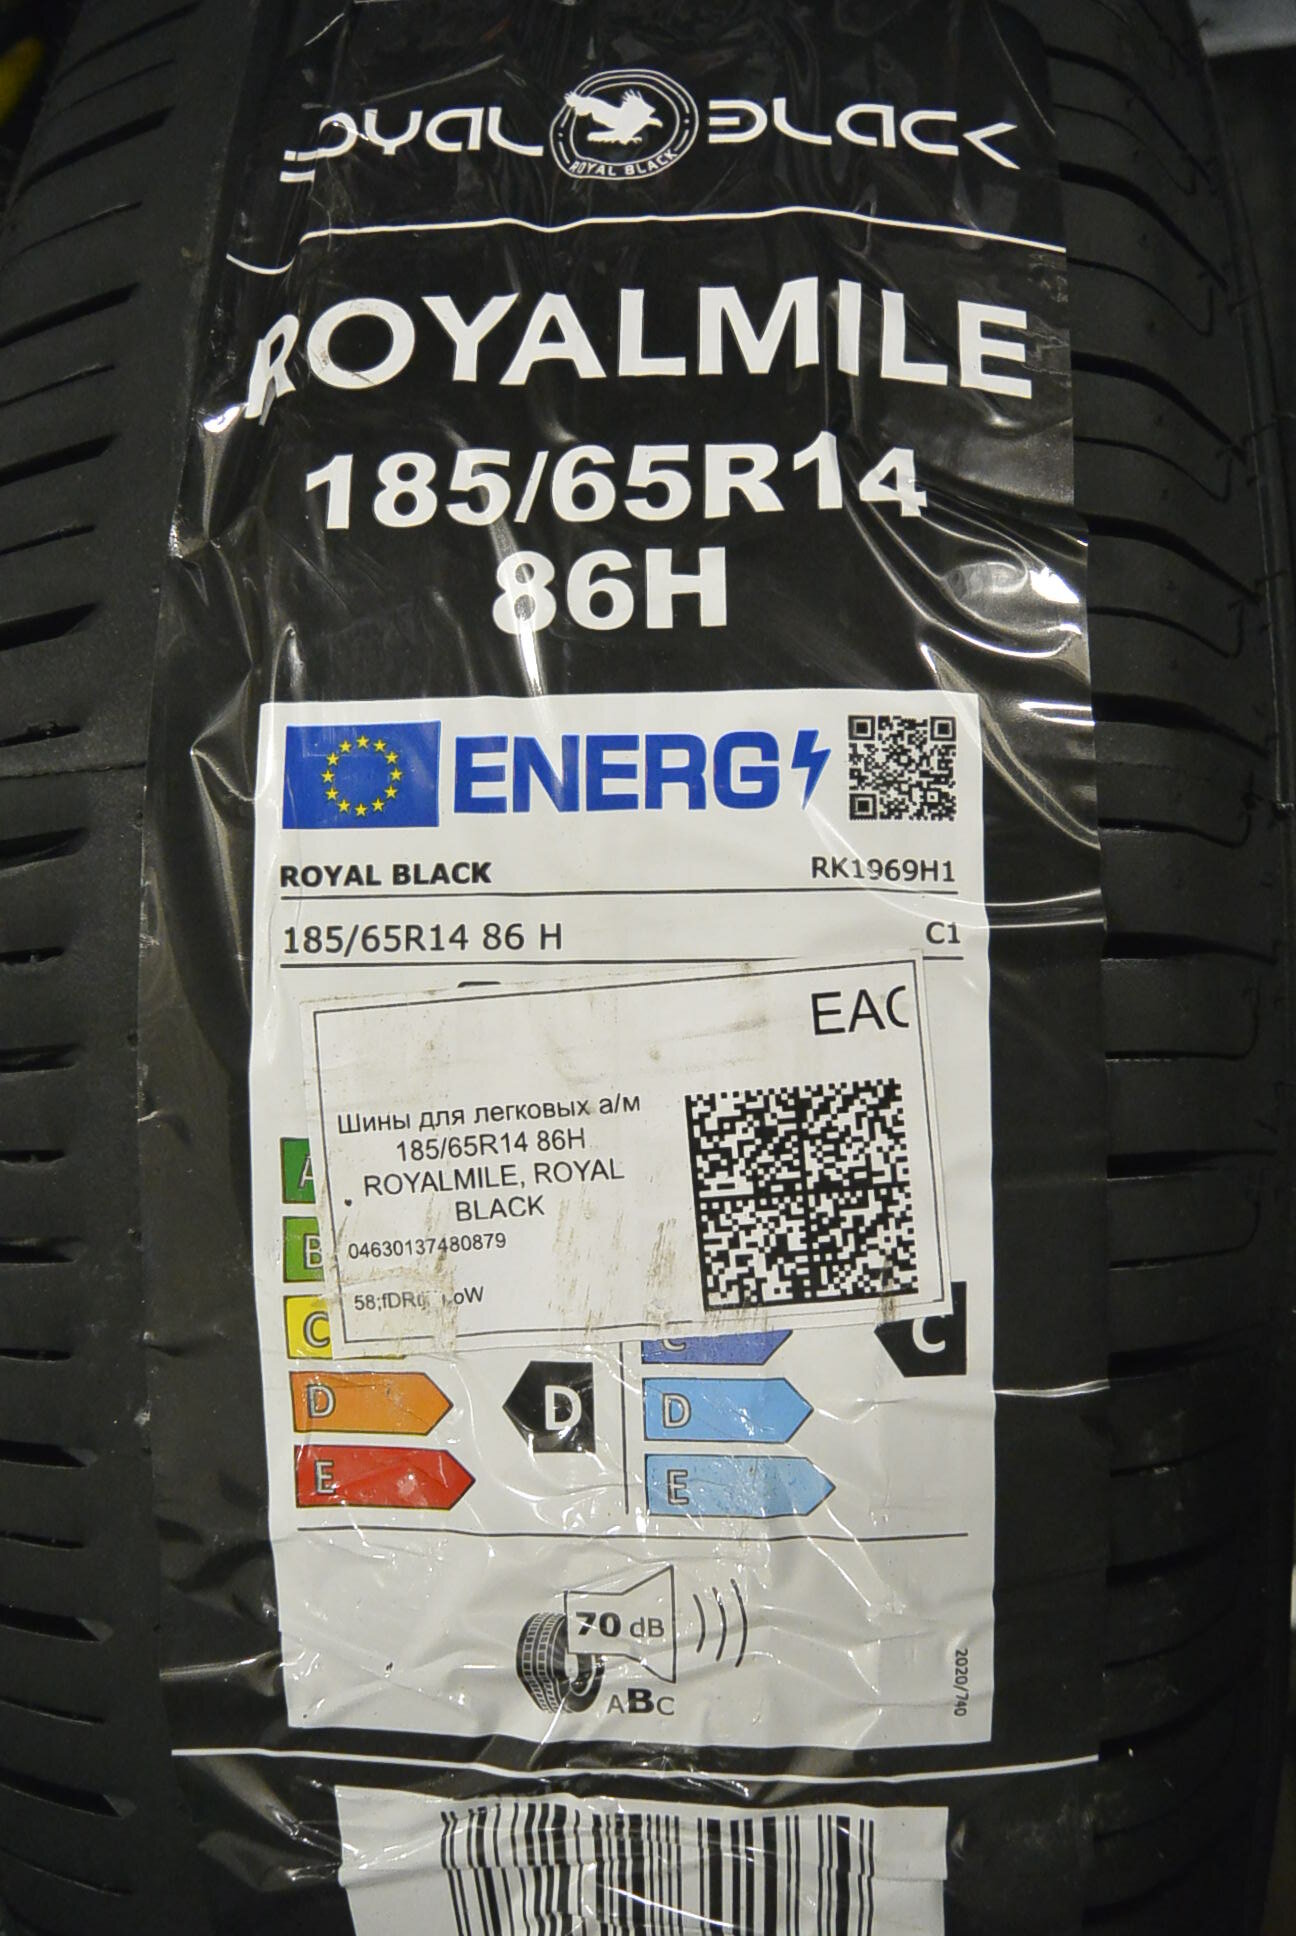 ROYAL BLACK
ROYAL BLACK
ROYALMILE
185/65R14
86H
ENERG
ROYAL BLACK RK1969H1
185/65R14 86 H C1
EAC
Шины для легковых а/м
185/65R14 86H
ROYALMILE, ROYAL
BLACK
04630137480879
A
B
C C C
D D D
E E
70 dB
ABC
2020/740